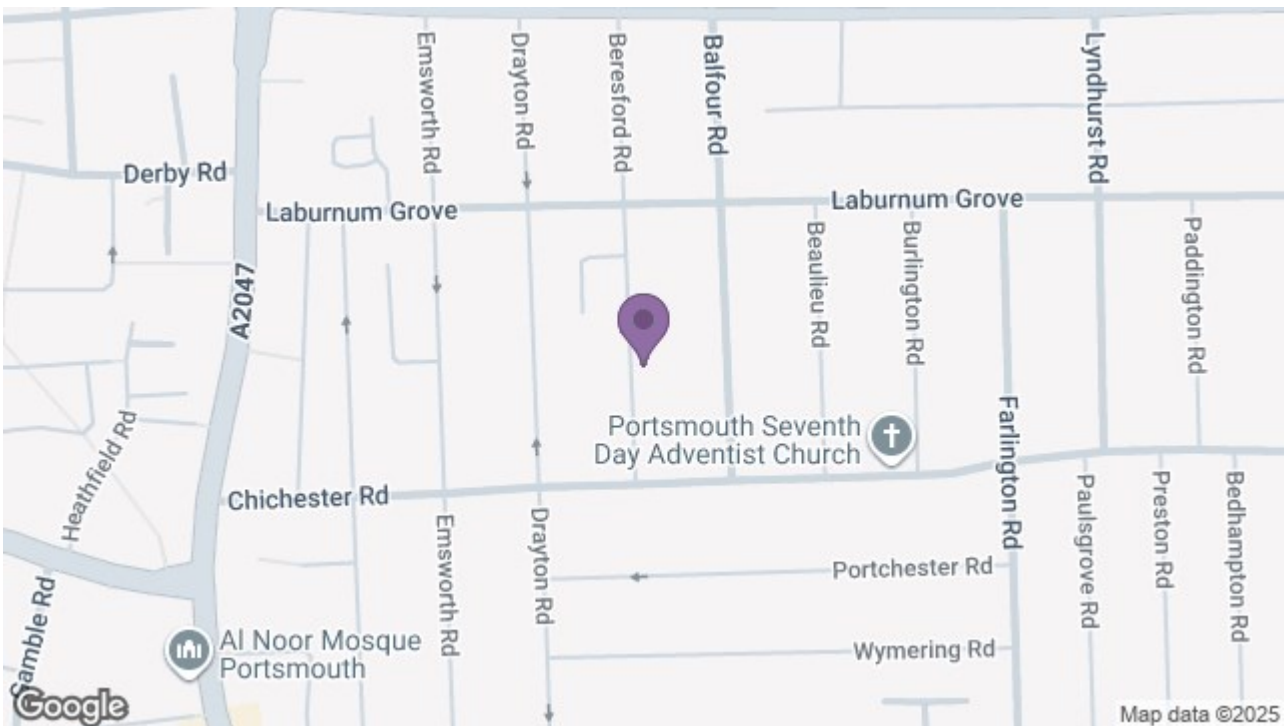 Emsworth Rd
Drayton Rd
Beresford Rd
Balfour Rd
Lyndhurst Rd
Derby Rd
Laburnum Grove
Laburnum Grove
A2047
Beaulieu Rd
Burlington Rd
Paddington Rd
Heathfield Rd
Portsmouth Seventh
Day Adventist Church
Farlington Rd
Chichester Rd
Emsworth Rd
Drayton Rd
Paulsgrove Rd
Preston Rd
Bedhampton Rd
Portchester Rd
Wymering Rd
Gamble Rd
Al Noor Mosque
Portsmouth
Google
Map data ©2025